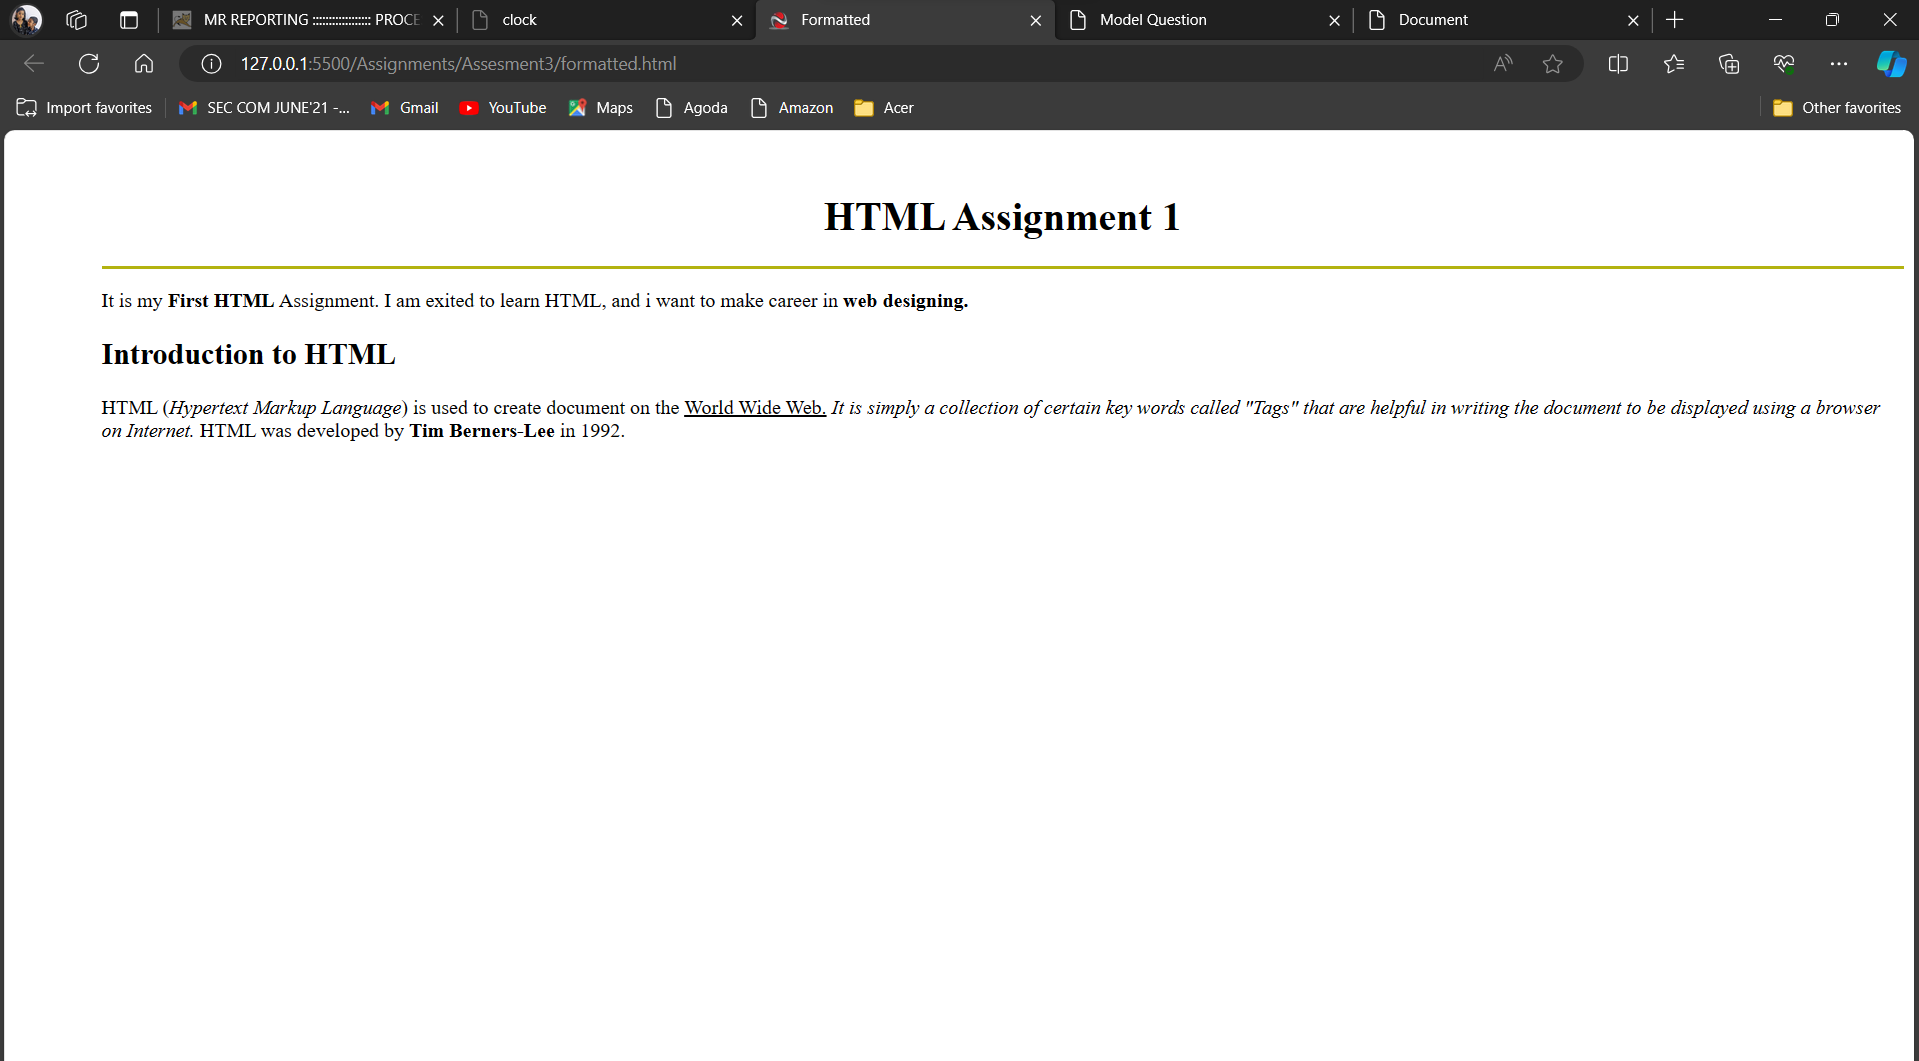 MR REPORTING :::::::::::::::::: PROCE
clock
Formatted
Model Question
Document
127.0.0.1:5500/Assignments/Assesment3/formatted.html
Import favorites
SEC COM JUNE'21 -...
Gmail
YouTube
Maps
Agoda
Amazon
Acer
Other favorites
HTML Assignment 1
It is my First HTML Assignment. I am exited to learn HTML, and i want to make career in web designing.
Introduction to HTML
HTML (Hypertext Markup Language) is used to create document on the World Wide Web. It is simply a collection of certain key words called "Tags" that are helpful in writing the document to be displayed using a browser
on Internet. HTML was developed by Tim Berners-Lee in 1992.